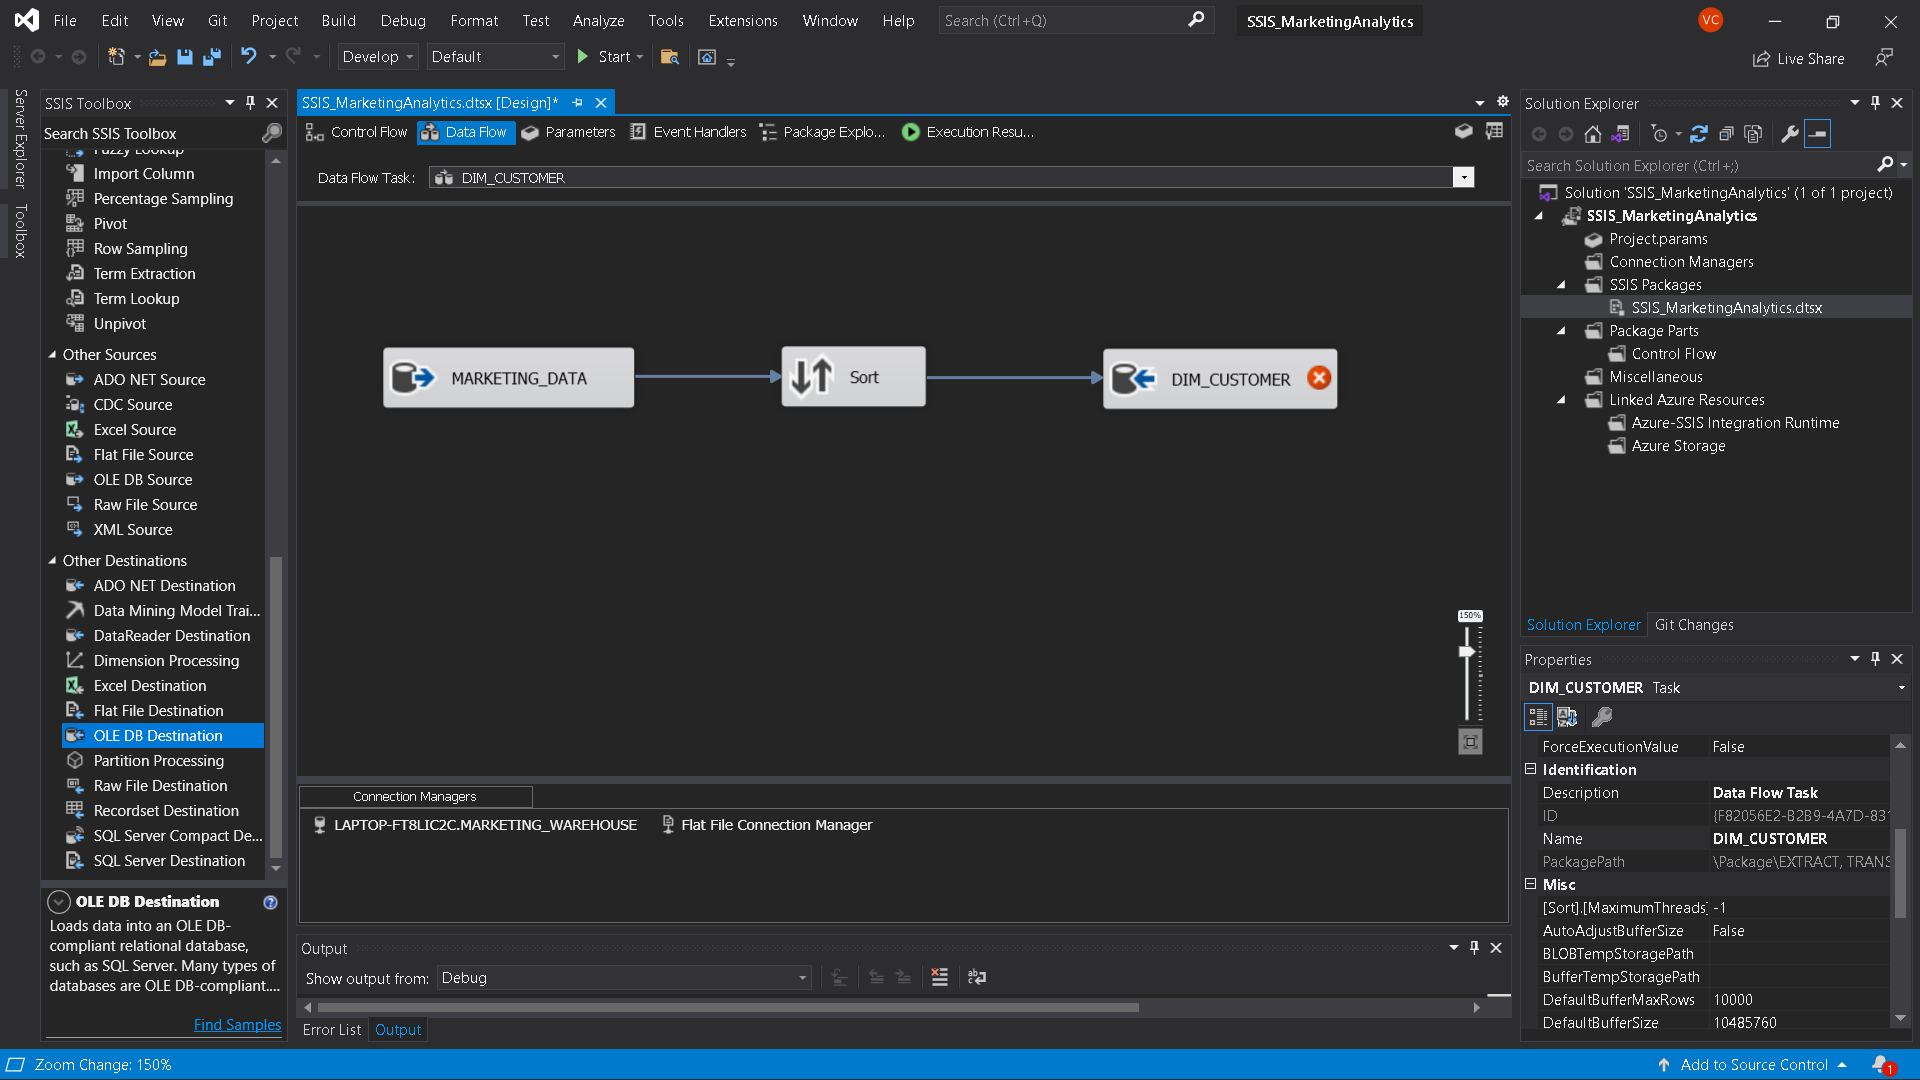 File Edit View Git Project Build Debug Format Test Analyze Tools Extensions Window Help Search (Ctrl+Q) SSIS_MarketingAnalytics VC
Develop Default Start Live Share
Server Explorer
Toolbox
SSIS Toolbox
Search SSIS Toolbox
Fuzzy Lookup
Import Column
Percentage Sampling
Pivot
Row Sampling
Term Extraction
Term Lookup
Unpivot
Other Sources
ADO NET Source
CDC Source
Excel Source
Flat File Source
OLE DB Source
Raw File Source
XML Source
Other Destinations
ADO NET Destination
Data Mining Model Trai...
DataReader Destination
Dimension Processing
Excel Destination
Flat File Destination
OLE DB Destination
Partition Processing
Raw File Destination
Recordset Destination
SQL Server Compact De...
SQL Server Destination
OLE DB Destination
Loads data into an OLE DB-
compliant relational database,
such as SQL Server. Many types of
databases are OLE DB-compliant....
Find Samples
SSIS_MarketingAnalytics.dtsx [Design]*
Control Flow Data Flow Parameters Event Handlers Package Explo... Execution Resu...
Data Flow Task: DIM_CUSTOMER
MARKETING_DATA Sort DIM_CUSTOMER
150%
Connection Managers
LAPTOP-FT8LIC2C.MARKETING_WAREHOUSE Flat File Connection Manager
Output
Show output from: Debug
Error List Output
Solution Explorer
Search Solution Explorer (Ctrl+;)
Solution 'SSIS_MarketingAnalytics' (1 of 1 project)
SSIS_MarketingAnalytics
Project.params
Connection Managers
SSIS Packages
SSIS_MarketingAnalytics.dtsx
Package Parts
Control Flow
Miscellaneous
Linked Azure Resources
Azure-SSIS Integration Runtime
Azure Storage
Solution Explorer Git Changes
Properties
DIM_CUSTOMER Task
ForceExecutionValue False
Identification
Description Data Flow Task
ID {F82056E2-B2B9-4A7D-831
Name DIM_CUSTOMER
PackagePath \Package\EXTRACT, TRANS
Misc
[Sort].[MaximumThreads] -1
AutoAdjustBufferSize False
BLOBTempStoragePath
BufferTempStoragePath
DefaultBufferMaxRows 10000
DefaultBufferSize 10485760
Zoom Change: 150% Add to Source Control 1